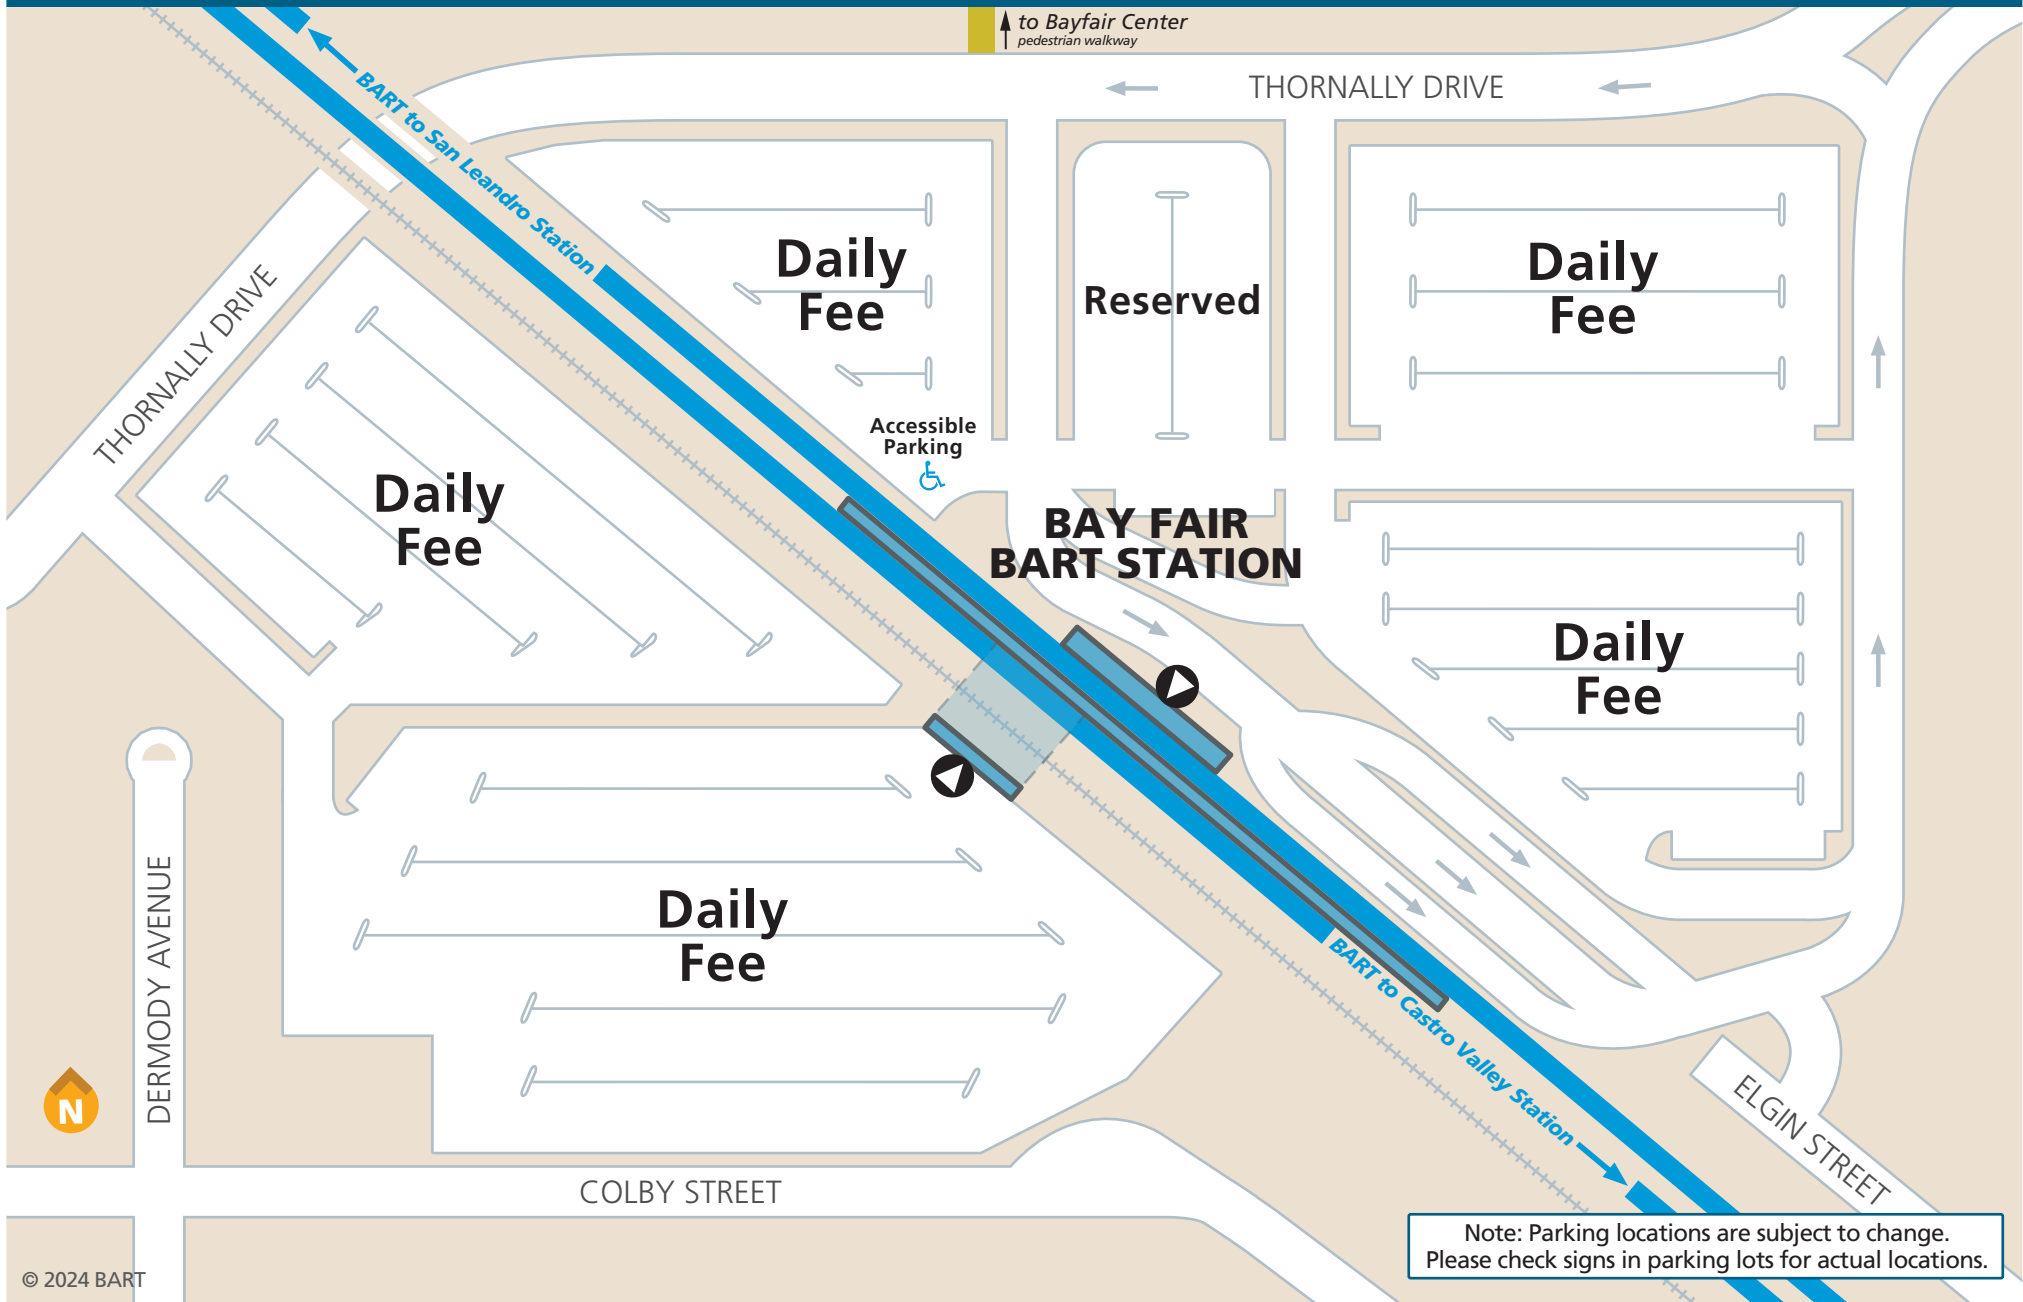 to Bayfair Center
pedestrian walkway
THORNALLY DRIVE
BART to San Leandro Station
Daily
Fee
Reserved
Daily
Fee
THORNALLY DRIVE
Accessible
Parking
Daily
Fee
BAY FAIR
BART STATION
Daily
Fee
DERMODY AVENUE
Daily
Fee
BART to Castro Valley Station
N
ELGIN STREET
COLBY STREET
Note: Parking locations are subject to change.
Please check signs in parking lots for actual locations.
© 2024 BART